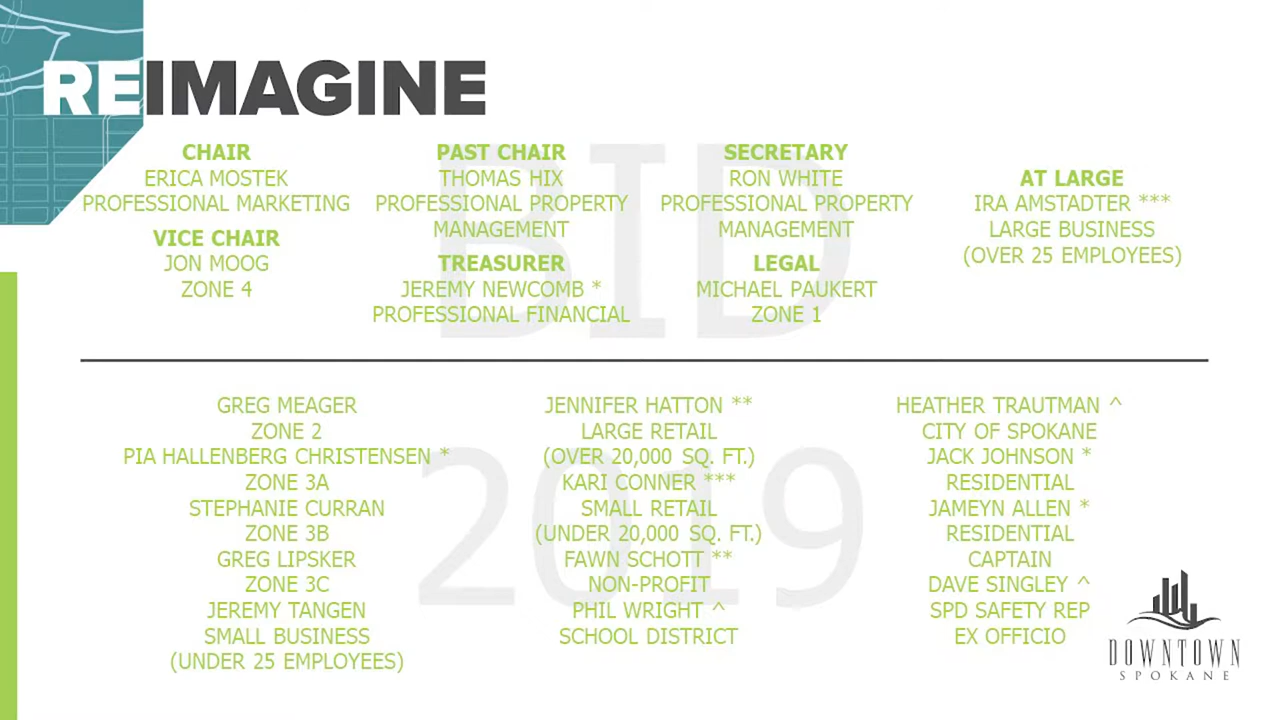 REIMAGINE
BID
2019
CHAIR
ERICA MOSTEK
PROFESSIONAL MARKETING
VICE CHAIR
JON MOOG
ZONE 4
PAST CHAIR
THOMAS HIX
PROFESSIONAL PROPERTY
MANAGEMENT
TREASURER
JEREMY NEWCOMB *
PROFESSIONAL FINANCIAL
SECRETARY
RON WHITE
PROFESSIONAL PROPERTY
MANAGEMENT
LEGAL
MICHAEL PAUKERT
ZONE 1
AT LARGE
IRA AMSTADTER ***
LARGE BUSINESS
(OVER 25 EMPLOYEES)
GREG MEAGER
ZONE 2
PIA HALLENBERG CHRISTENSEN *
ZONE 3A
STEPHANIE CURRAN
ZONE 3B
GREG LIPSKER
ZONE 3C
JEREMY TANGEN
SMALL BUSINESS
(UNDER 25 EMPLOYEES)
JENNIFER HATTON **
LARGE RETAIL
(OVER 20,000 SQ. FT.)
KARI CONNER ***
SMALL RETAIL
(UNDER 20,000 SQ. FT.)
FAWN SCHOTT **
NON-PROFIT
PHIL WRIGHT ^
SCHOOL DISTRICT
HEATHER TRAUTMAN ^
CITY OF SPOKANE
JACK JOHNSON *
RESIDENTIAL
JAMEYN ALLEN *
RESIDENTIAL
CAPTAIN
DAVE SINGLEY ^
SPD SAFETY REP
EX OFFICIO
DOWNTOWN
SPOKANE